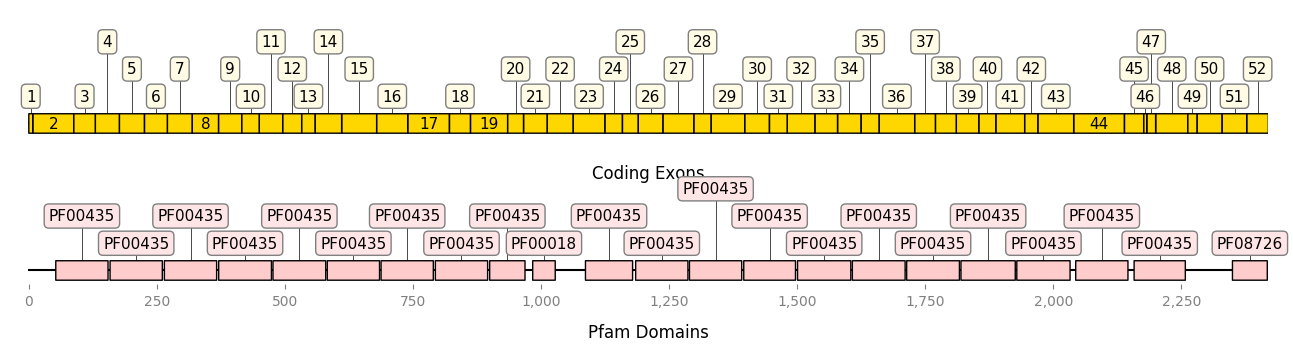 4 11 14 25 28 35 37 47
5 7 9 12 15 20 22 24 27 30 32 34 38 40 42 45 48 50 52
1 3 6 10 13 16 18 21 23 26 29 31 33 36 39 41 43 46 49 51
2 8 17 19 44
Coding Exons
PF00435
PF00435 PF00435 PF00435 PF00435 PF00435 PF00435 PF00435 PF00435 PF00435 PF00435
PF00435 PF00435 PF00435 PF00435 PF00018 PF00435 PF00435 PF00435 PF00435 PF00435 PF08726
0 250 500 750 1,000 1,250 1,500 1,750 2,000 2,250
Pfam Domains